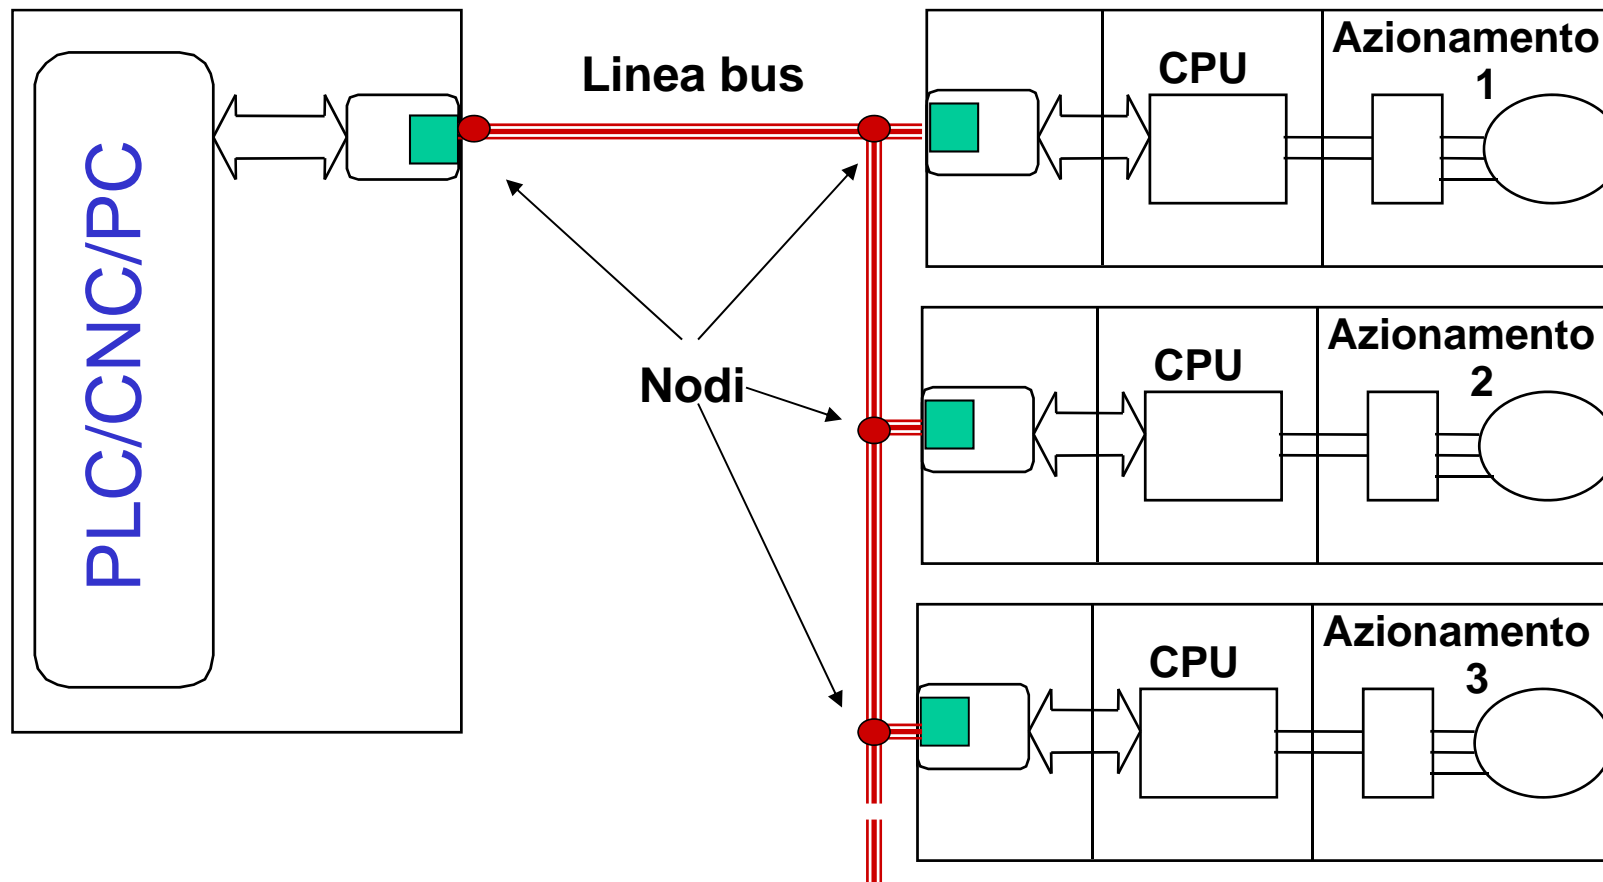 PLC/CNC/PC
Linea bus
Nodi
CPU
Azionamento
1
CPU
Azionamento
2
CPU
Azionamento
3